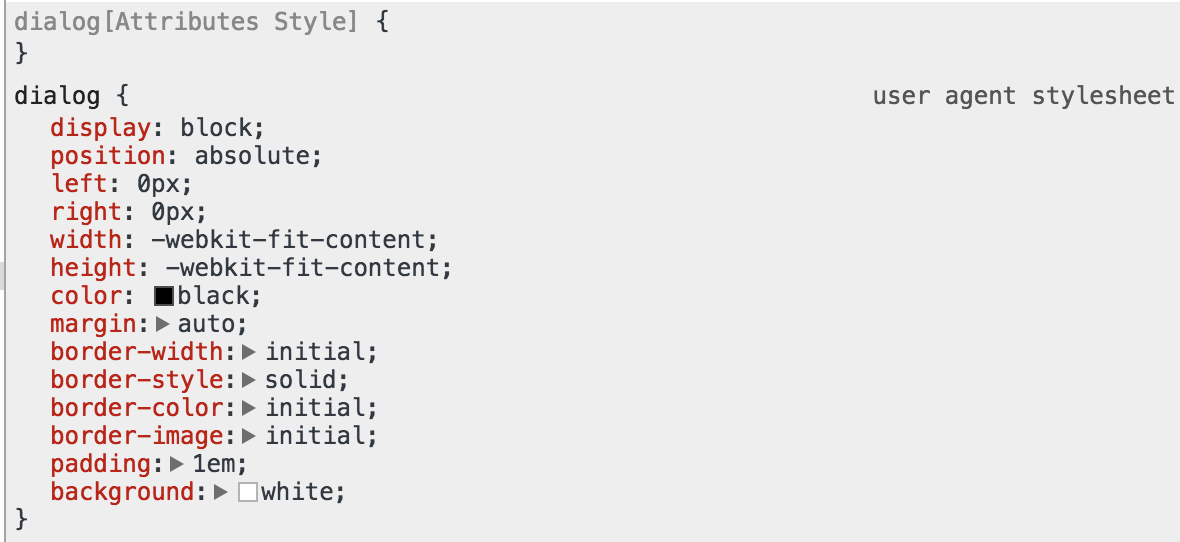 dialog[Attributes Style] {
}
dialog { user agent stylesheet
display: block;
position: absolute;
left: 0px;
right: 0px;
width: -webkit-fit-content;
height: -webkit-fit-content;
color: black;
margin: auto;
border-width: initial;
border-style: solid;
border-color: initial;
border-image: initial;
padding: 1em;
background: white;
}